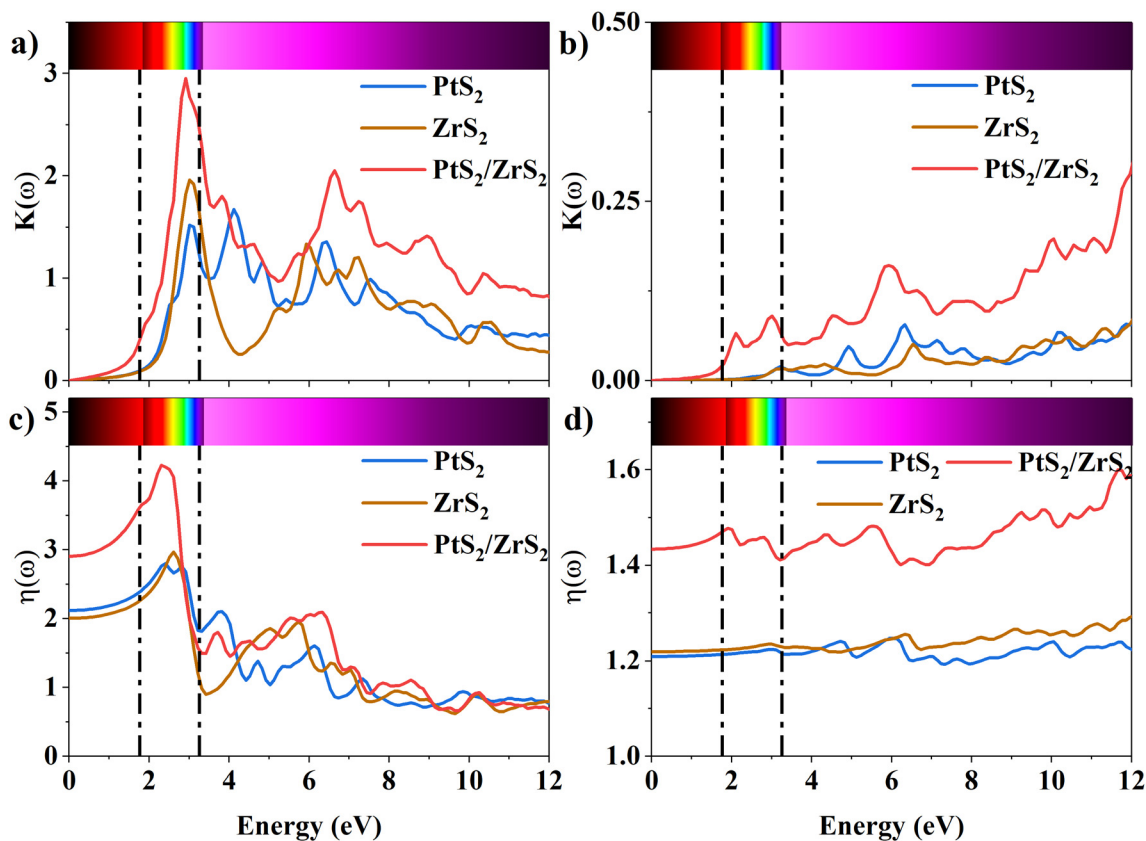 a)
3
2
1
0
K(ω)
PtS₂
ZrS₂
PtS₂/ZrS₂
b)
0.50
0.25
0.00
K(ω)
PtS₂
ZrS₂
PtS₂/ZrS₂
c)
5
4
3
2
1
0
η(ω)
PtS₂
ZrS₂
PtS₂/ZrS₂
0 2 4 6 8 10 12
Energy (eV)
d)
1.6
1.4
1.2
1.0
η(ω)
PtS₂ PtS₂/ZrS₂
ZrS₂
0 2 4 6 8 10 12
Energy (eV)